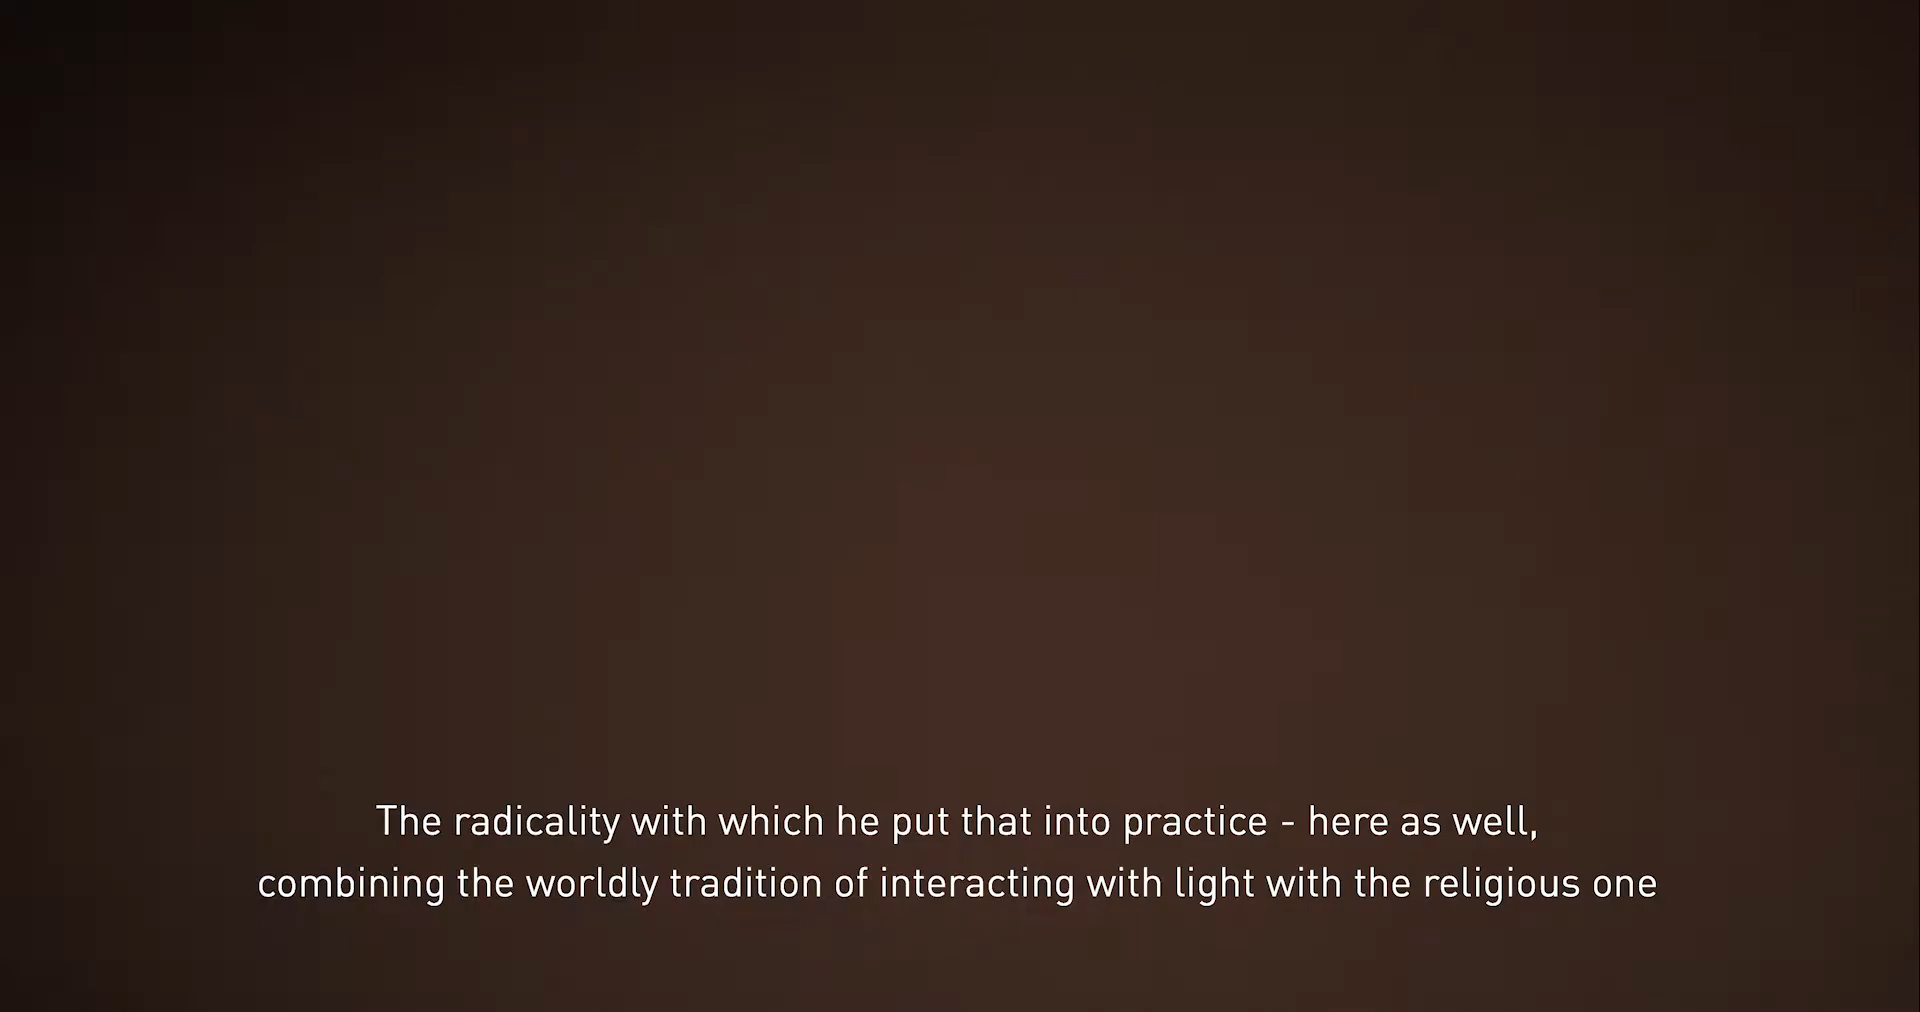 The radicality with which he put that into practice - here as well,
combining the worldly tradition of interacting with light with the religious one